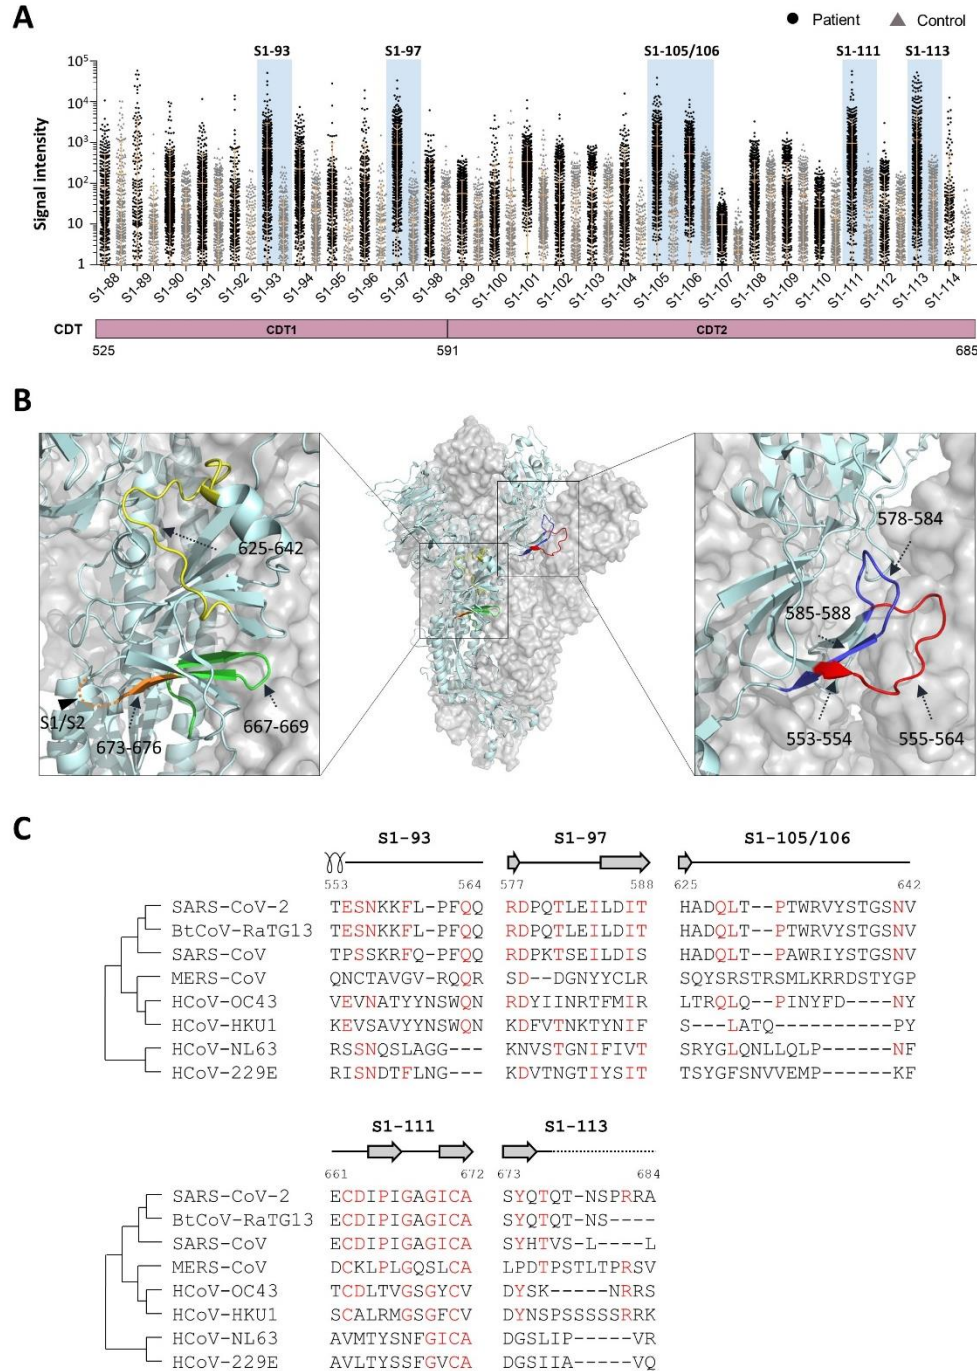 A
Patient Control
S1-93 S1-97 S1-105/106 S1-111 S1-113
Signal intensity
10^5
10^4
10^3
10^2
10
1
S1-88 S1-89 S1-90 S1-91 S1-92 S1-93 S1-94 S1-95 S1-96 S1-97 S1-98 S1-99 S1-100 S1-101 S1-102 S1-103 S1-104 S1-105 S1-106 S1-107 S1-108 S1-109 S1-110 S1-111 S1-112 S1-113 S1-114
CDT CDT1 CDT2
525 591 685
B
625-642
S1/S2
673-676
667-669
578-584
585-588
553-554
555-564
C
S1-93 S1-97 S1-105/106
553 564 577 588 625 642
SARS-CoV-2 TESNKKFL-PFQQ RDPQTLEILDIT HADQLT--PTWRVYSTGSNV
BtCoV-RaTG13 TESNKKFL-PFQQ RDPQTLEILDIT HADQLT--PTWRVYSTGSNV
SARS-CoV TPSSKRFQ-PFQQ RDPKTSEILDIS HADQLT--PAWRIYSTGSNV
MERS-CoV QNCTAVGV-RQQR SD--DGNYYCLR SQYSRSTRSMLKRRDSTYGP
HCoV-OC43 VEVNATYYNSWQN RDYIINRTFMIR LTRQLQ--PINYFD----NY
HCoV-HKU1 KEVSAVYYNSWQN KDFVTNKTYNIF S---LATQ----------PY
HCoV-NL63 RSSNQSLAGG--- KNVSTGNIFIVT SRYGLQNLLQLP------NF
HCoV-229E RISNDTFLNG--- KDVTNGTIYSIT TSYGFSNVVEMP------KF
S1-111 S1-113
661 672 673 684
SARS-CoV-2 ECDIPIGAGICA SYQTQT-NSPRRA
BtCoV-RaTG13 ECDIPIGAGICA SYQTQT-NS----
SARS-CoV ECDIPIGAGICA SYHTVS-L----L
MERS-CoV DCKLPLGQSLCA LPDTPSTLTPRSV
HCoV-OC43 TCDLTVGSGYCV DYSK-----NRRS
HCoV-HKU1 SCALRMGSGFCV DYNSPSSSSSRRK
HCoV-NL63 AVMTYSNFGICA DGSLIP-----VR
HCoV-229E AVLTYSSFGVCA DGSIIA-----VQ